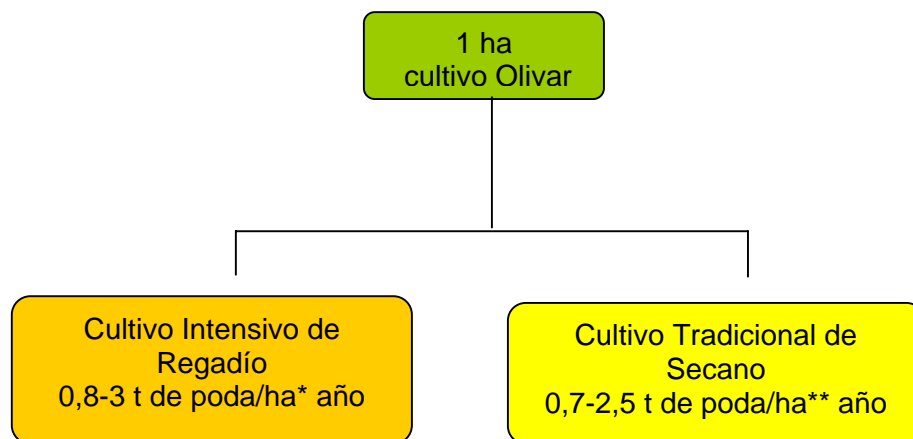 1 ha
cultivo Olivar
Cultivo Intensivo de
Regadío
0,8-3 t de poda/ha* año
Cultivo Tradicional de
Secano
0,7-2,5 t de poda/ha** año